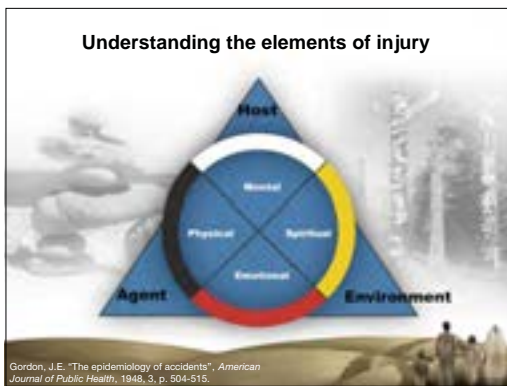 Understanding the elements of injury
Host
Mental
Physical
Spiritual
Emotional
Agent
Environment
Gordon, J.E. "The epidemiology of accidents", American
Journal of Public Health, 1948, 3, p. 504-515.